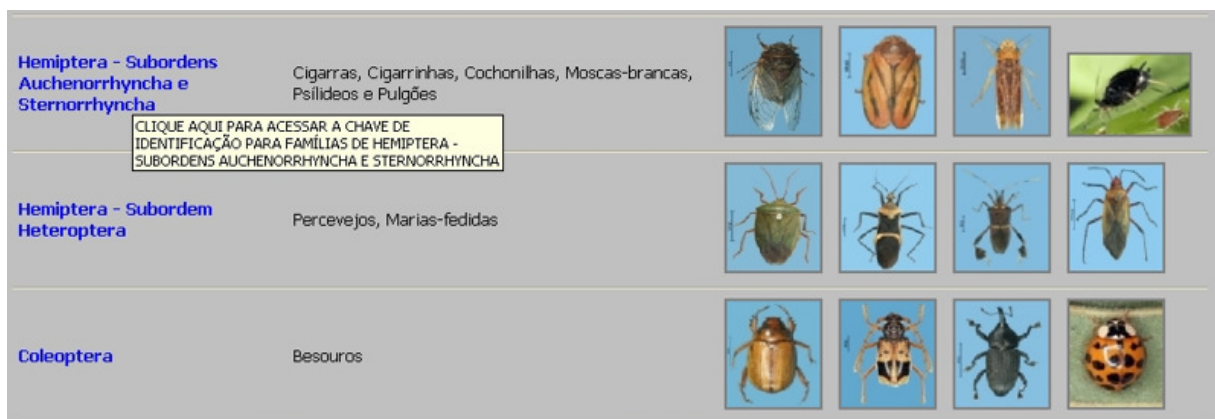 Hemiptera - Subordens
Auchenorrhyncha e
Sternorrhyncha
Cigarras, Cigarrinhas, Cochonilhas, Moscas-brancas,
Psílideos e Pulgões
CLIQUE AQUI PARA ACESSAR A CHAVE DE
IDENTIFICAÇÃO PARA FAMÍLIAS DE HEMIPTERA -
SUBORDENS AUCHENORRHYNCHA E STERNORRHYNCHA
Hemiptera - Subordem
Heteroptera
Percevejos, Marias-fedidas
Coleoptera
Besouros